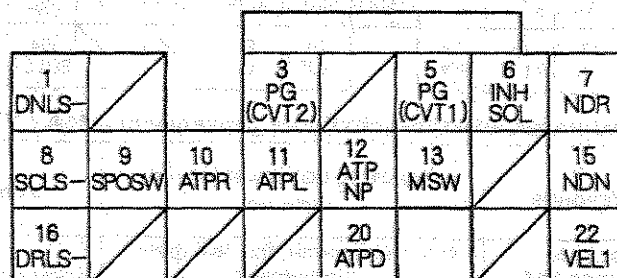 1
DNLS-
3
PG
(CVT2)
5
PG
(CVT1)
6
INH
SOL
7
NDR
8
SCLS-
9
SPOSW
10
ATPR
11
ATPL
12
ATP
NP
13
MSW
15
NDN
16
DRLS-
20
ATPD
22
VEL1